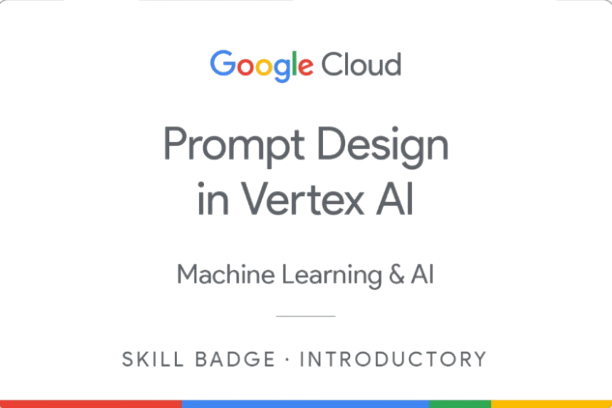 Google Cloud
Prompt Design
in Vertex AI
Machine Learning & AI
SKILL BADGE · INTRODUCTORY